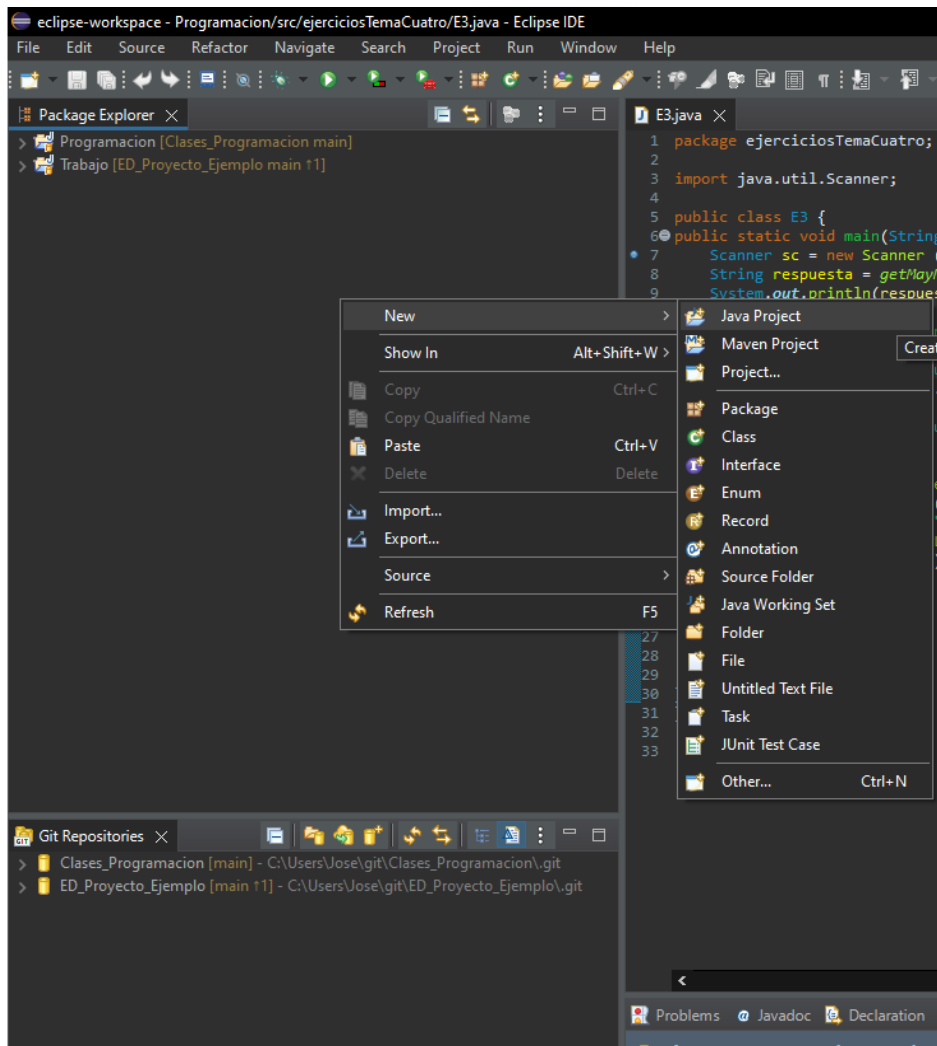 eclipse-workspace - Programacion/src/ejerciciosTemaCuatro/E3.java - Eclipse IDE
File Edit Source Refactor Navigate Search Project Run Window Help
Package Explorer
Programacion [Clases_Programacion main]
Trabajo [ED_Proyecto_Ejemplo main ↑1]
E3.java
1 package ejerciciosTemaCuatro;
2
3 import java.util.Scanner;
4
5 public class E3 {
6 public static void main(String
7 Scanner sc = new Scanner (
8 String respuesta = getMay
9 System.out.println(respues
New
Show In Alt+Shift+W >
Copy Ctrl+C
Copy Qualified Name
Paste Ctrl+V
Delete Delete
Import...
Export...
Source
Refresh F5
Java Project
Maven Project
Creat
Project...
Package
Class
Interface
Enum
Record
Annotation
Source Folder
Java Working Set
Folder
File
Untitled Text File
Task
JUnit Test Case
Other... Ctrl+N
27
28
29
30
31
32
33
Git Repositories
GIT
Clases_Programacion [main] - C:\Users\Jose\git\Clases_Programacion\.git
ED_Proyecto_Ejemplo [main ↑1] - C:\Users\Jose\git\ED_Proyecto_Ejemplo\.git
Problems Javadoc Declaration